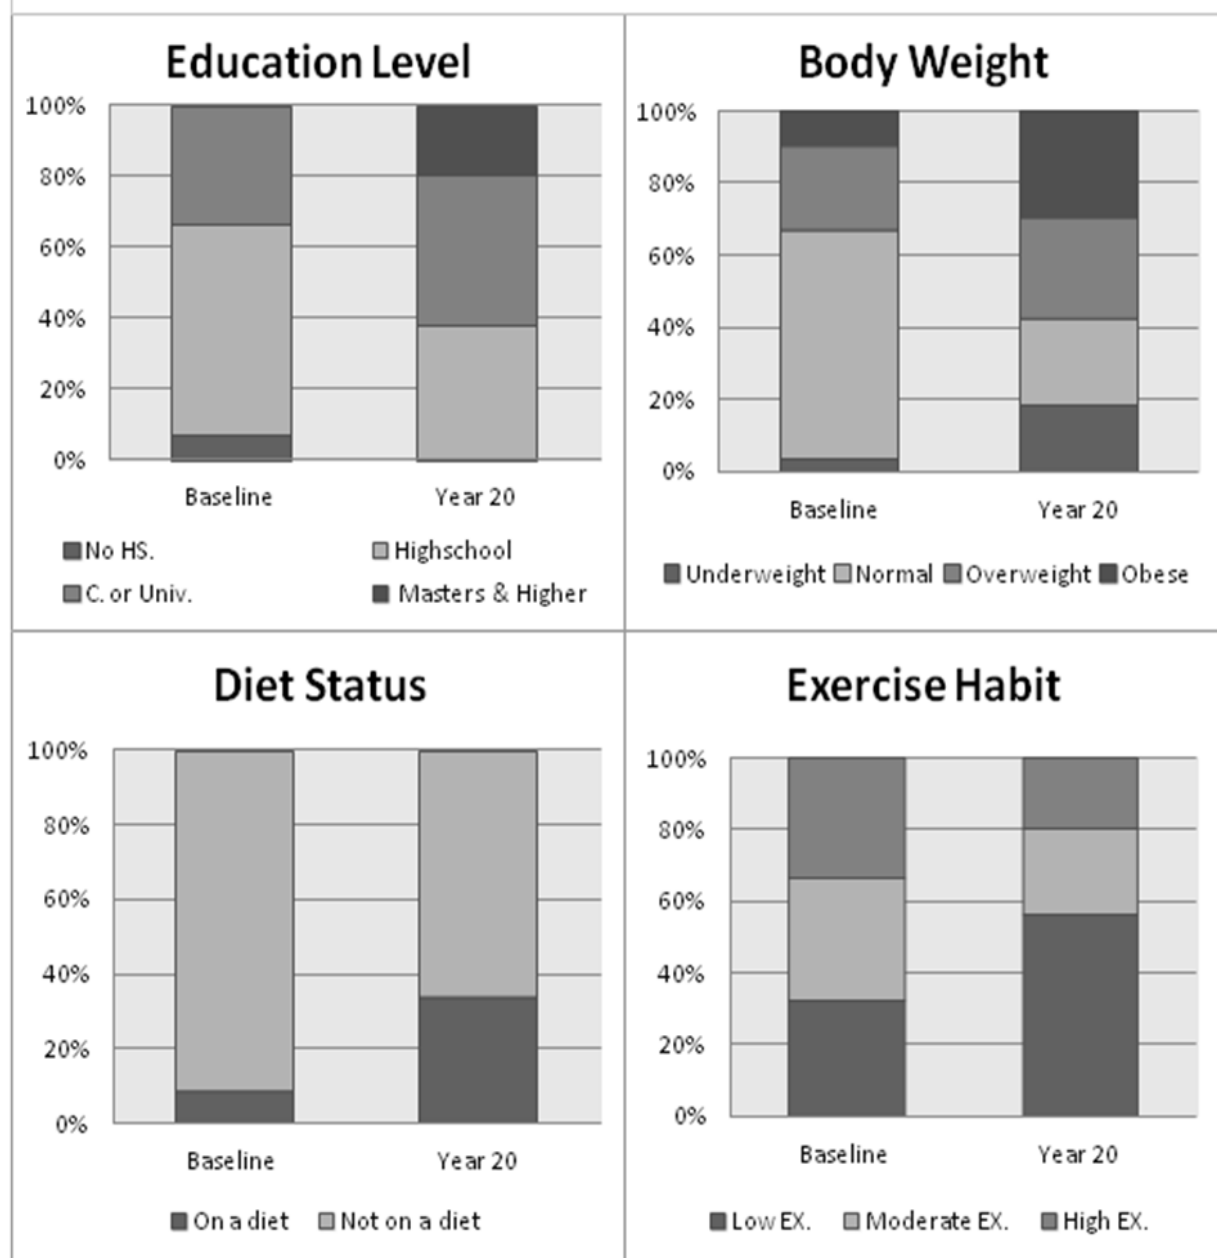 Education Level
100%
80%
60%
40%
20%
0%
Baseline Year 20
No HS. Highschool
C. or Univ. Masters & Higher
Body Weight
100%
80%
60%
40%
20%
0%
Baseline Year 20
Underweight Normal Overweight Obese
Diet Status
100%
80%
60%
40%
20%
0%
Baseline Year 20
On a diet Not on a diet
Exercise Habit
100%
80%
60%
40%
20%
0%
Baseline Year 20
Low EX. Moderate EX. High EX.